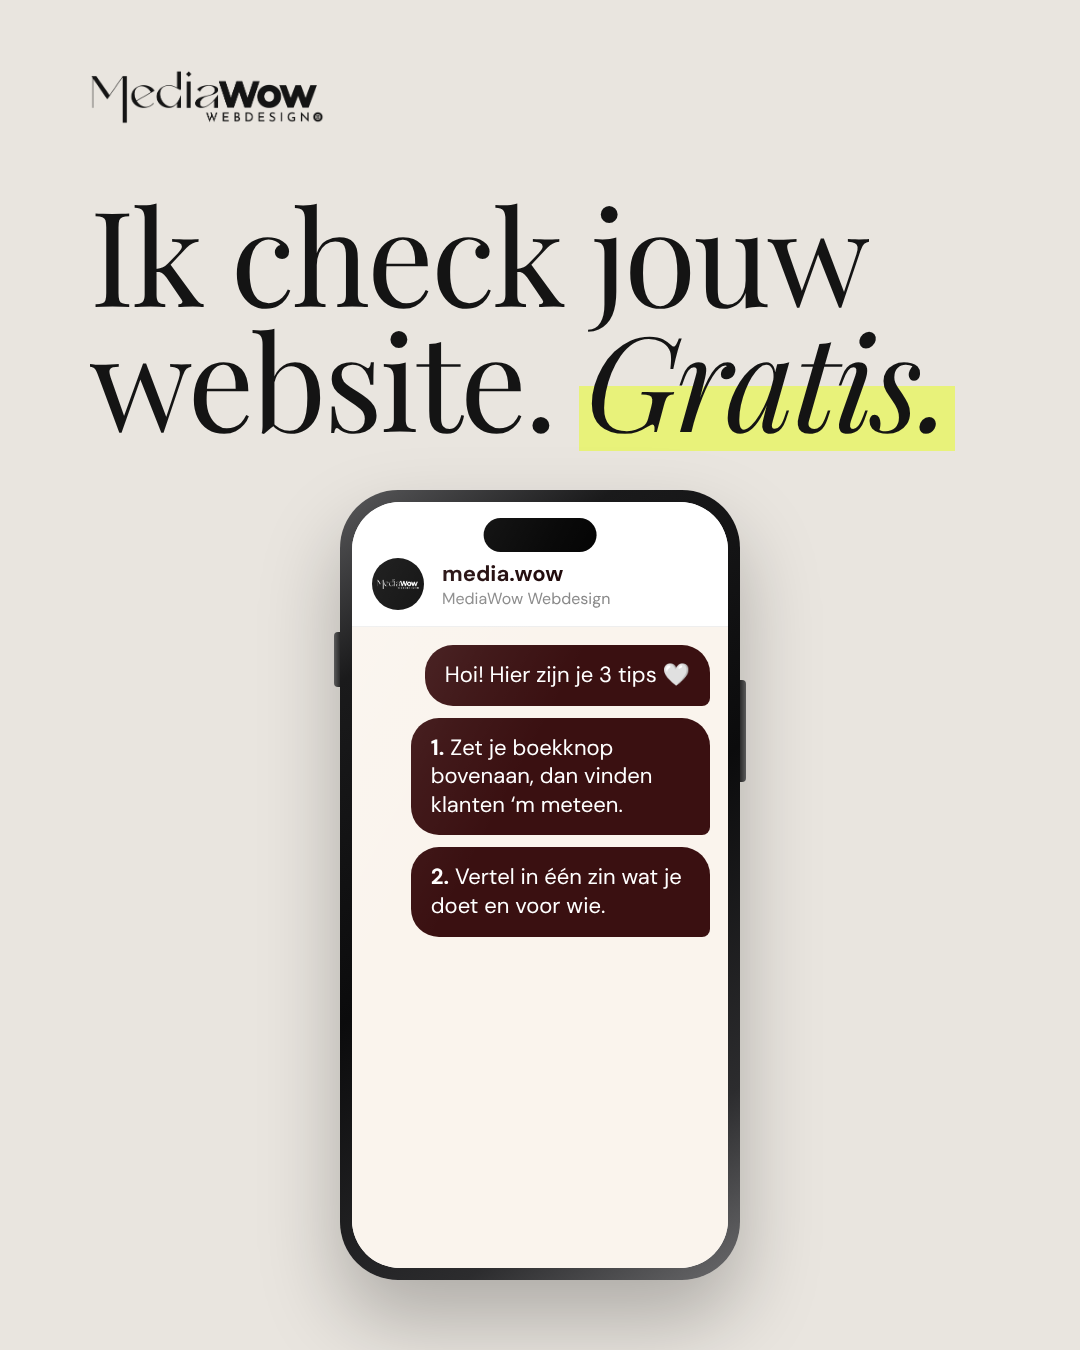 MediaWow
WEBDESIGN
Ik check jouw
website. Gratis.
media.wow
MediaWow Webdesign
Hoi! Hier zijn je 3 tips 🤍
1. Zet je boekknop
bovenaan, dan vinden
klanten ‘m meteen.
2. Vertel in één zin wat je
doet en voor wie.